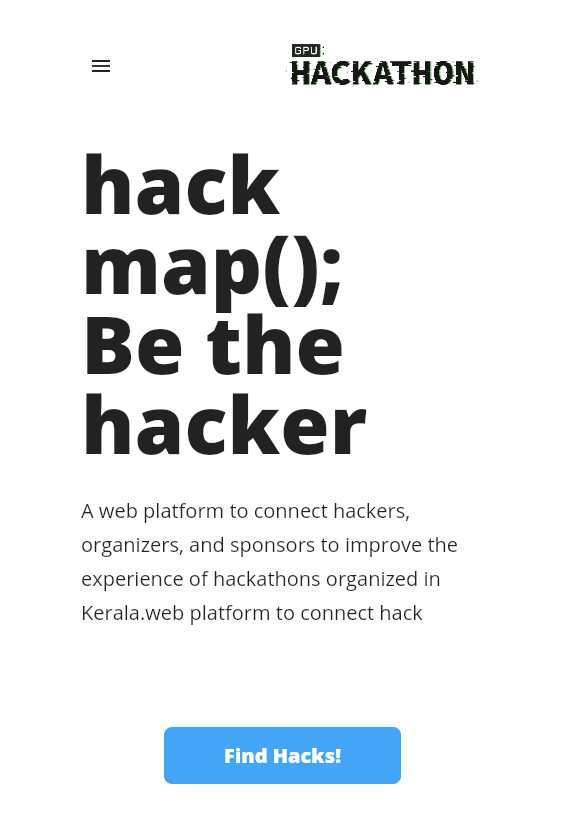 GPU:
HACKATHON
hack
map();
Be the
hacker
A web platform to connect hackers,
organizers, and sponsors to improve the
experience of hackathons organized in
Kerala.web platform to connect hack
Find Hacks!